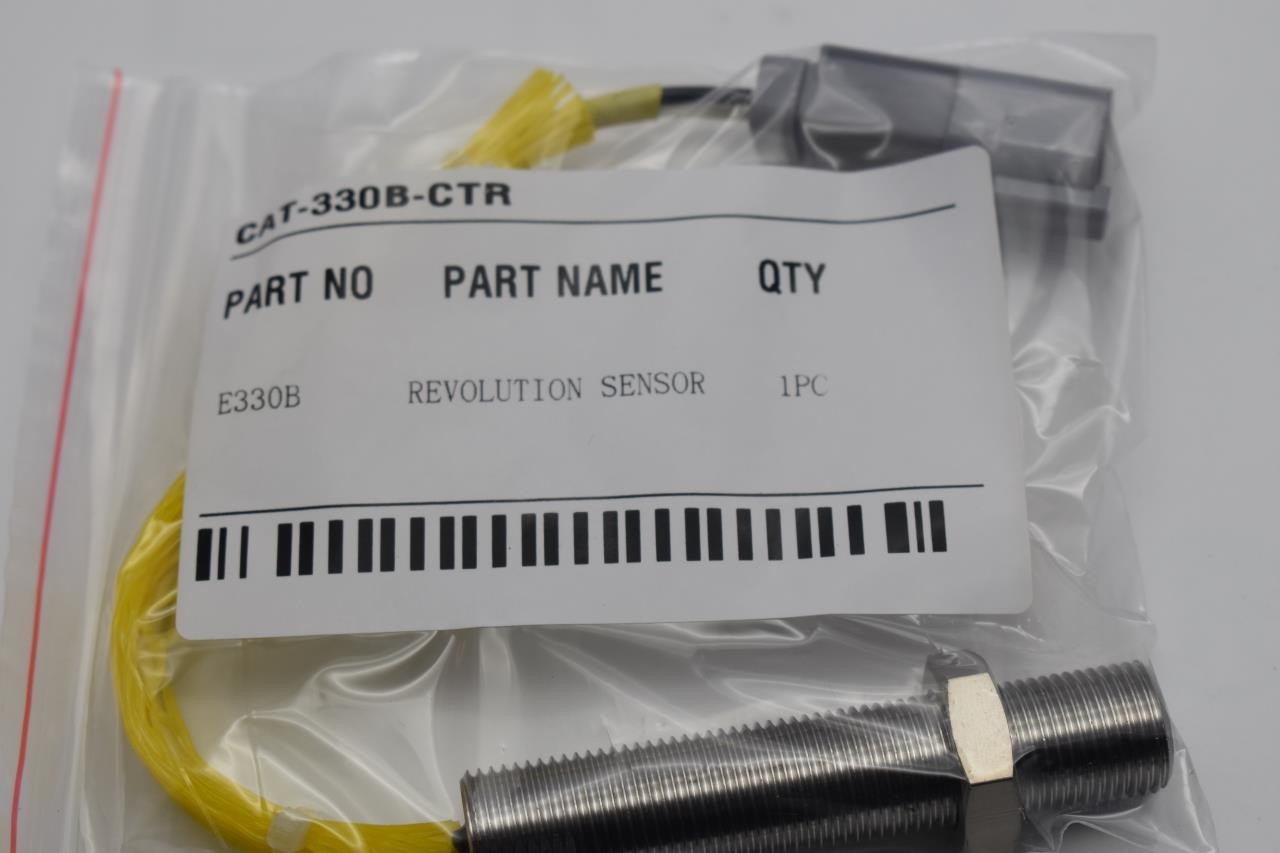 CAT-330B-CTR
PART NO PART NAME QTY
E330B REVOLUTION SENSOR 1PC